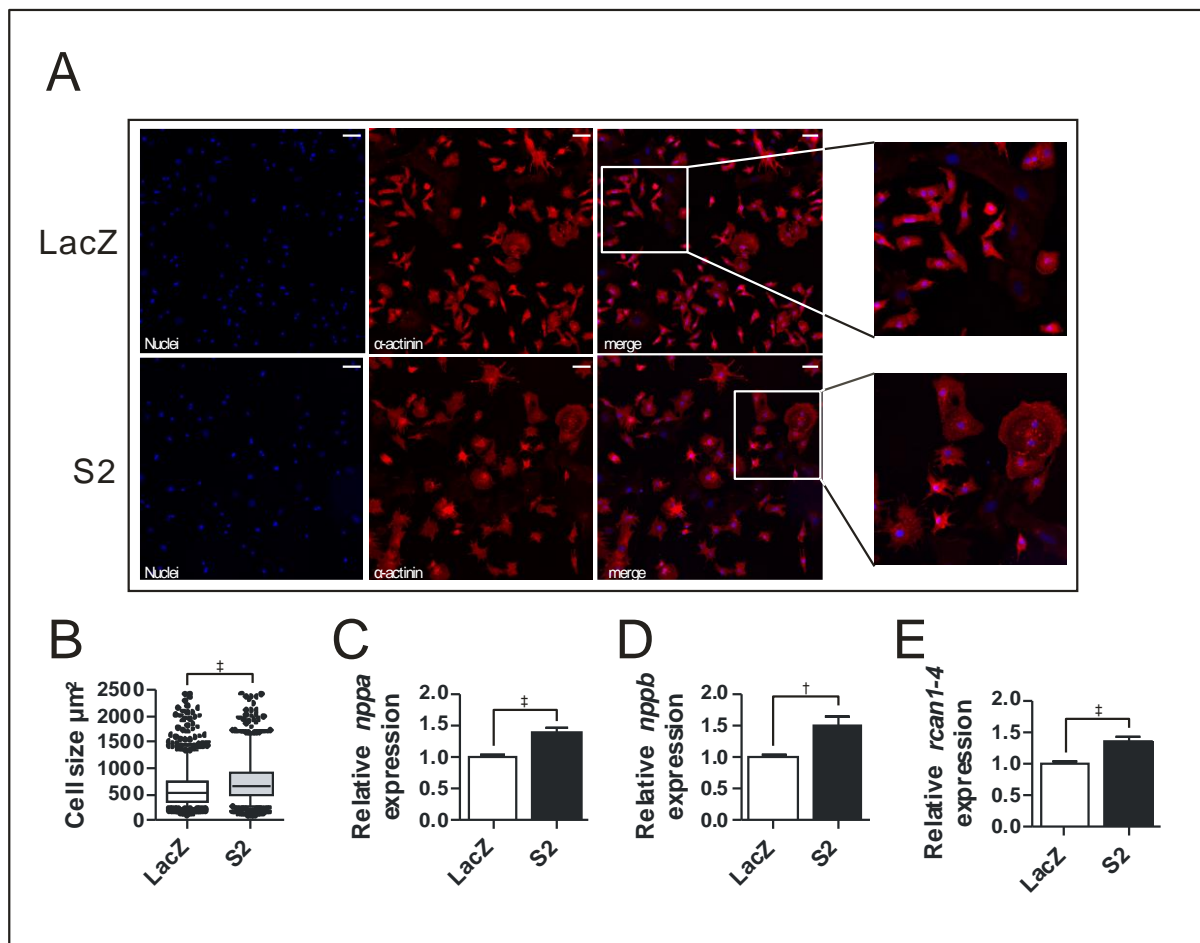 A
LacZ
Nuclei
α-actinin
merge
S2
Nuclei
α-actinin
merge
B
‡
Cell size µm²
2500
2000
1500
1000
500
0
LacZ
S2
C
‡
Relative nppa
expression
2.0
1.5
1.0
0.5
0.0
LacZ
S2
D
†
Relative nppb
expression
2.0
1.5
1.0
0.5
0.0
LacZ
S2
E
‡
Relative rcan1-4
expression
2.0
1.5
1.0
0.5
0.0
LacZ
S2